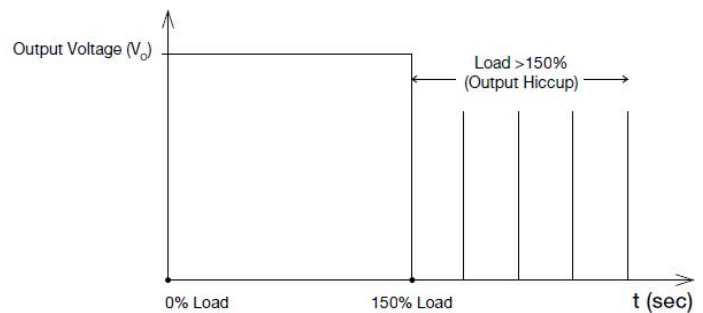 Output Voltage (Vo)
Load >150%
(Output Hiccup)
0% Load
150% Load
t (sec)